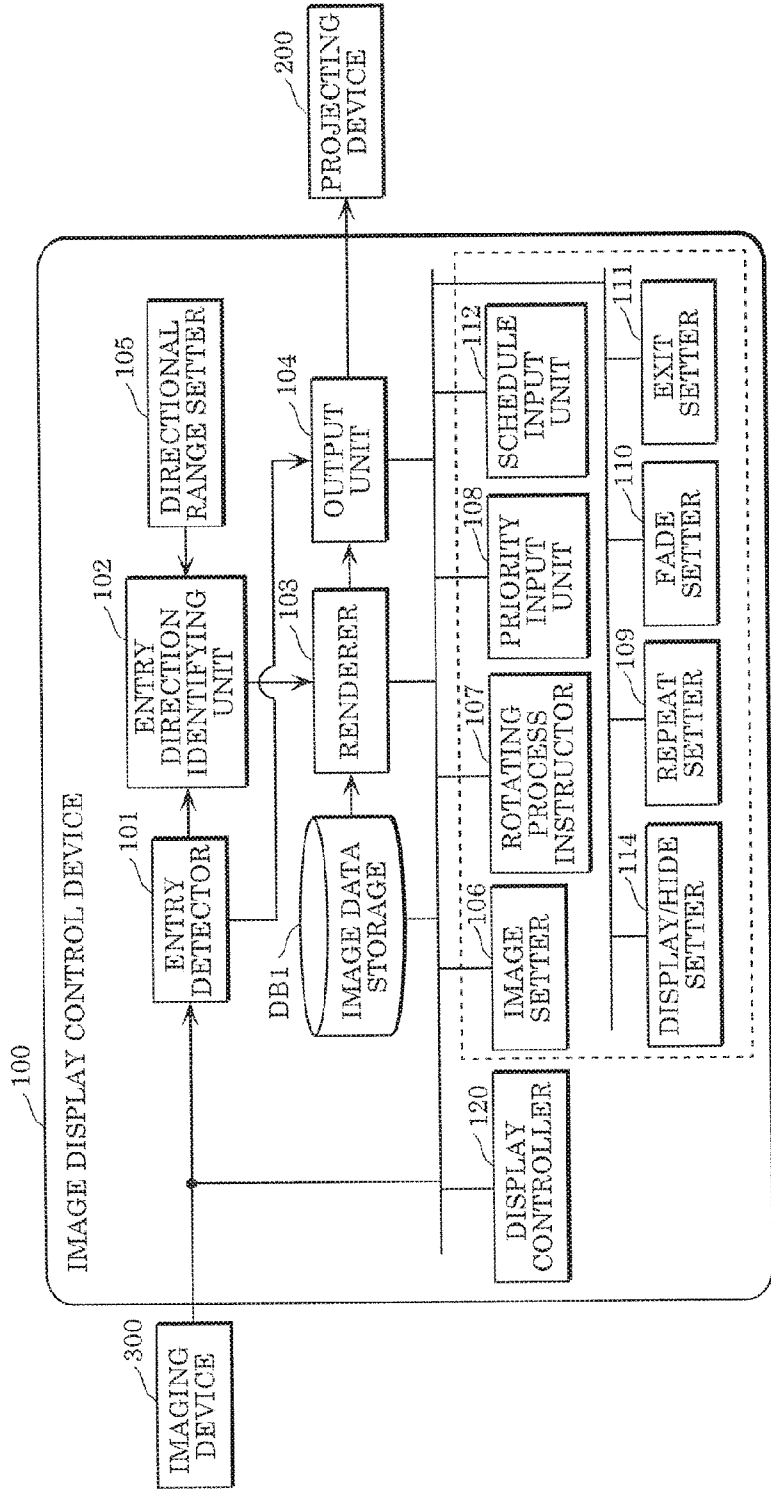 100
IMAGE DISPLAY CONTROL DEVICE
300
IMAGING
DEVICE
101
ENTRY
DETECTOR
102
ENTRY
DIRECTION
IDENTIFYING
UNIT
105
DIRECTIONAL
RANGE SETTER
DB1
IMAGE DATA
STORAGE
103
RENDERER
104
OUTPUT
UNIT
200
PROJECTING
DEVICE
120
DISPLAY
CONTROLLER
106
IMAGE
SETTER
107
ROTATING
PROCESS
INSTRUCTOR
108
PRIORITY
INPUT
UNIT
112
SCHEDULE
INPUT
UNIT
114
DISPLAY/HIDE
SETTER
109
REPEAT
SETTER
110
FADE
SETTER
111
EXIT
SETTER